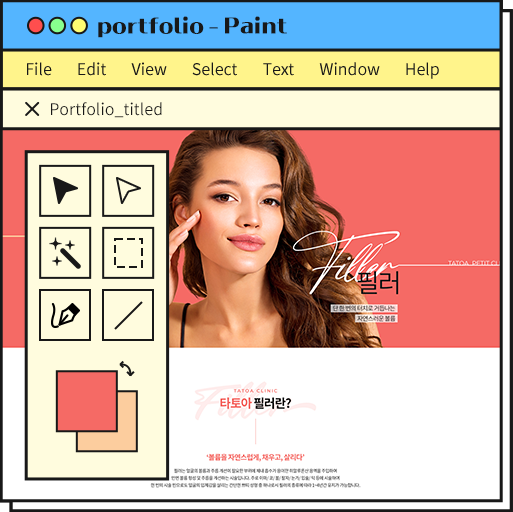 portfolio - Paint
File Edit View Select Text Window Help
Portfolio_titled
Filler
필러
TATOA PETIT CL
단 한 번의 터치로 거듭나는
자연스러운 볼륨
Filler
TATOA CLINIC
타토아 필러란?
‘볼륨을 자연스럽게, 채우고, 살리다’